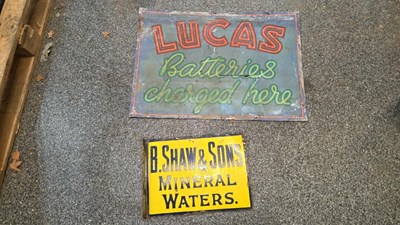 LUCAS
Batteries
charged here.
B. SHAW & SONS
MINERAL
WATERS.